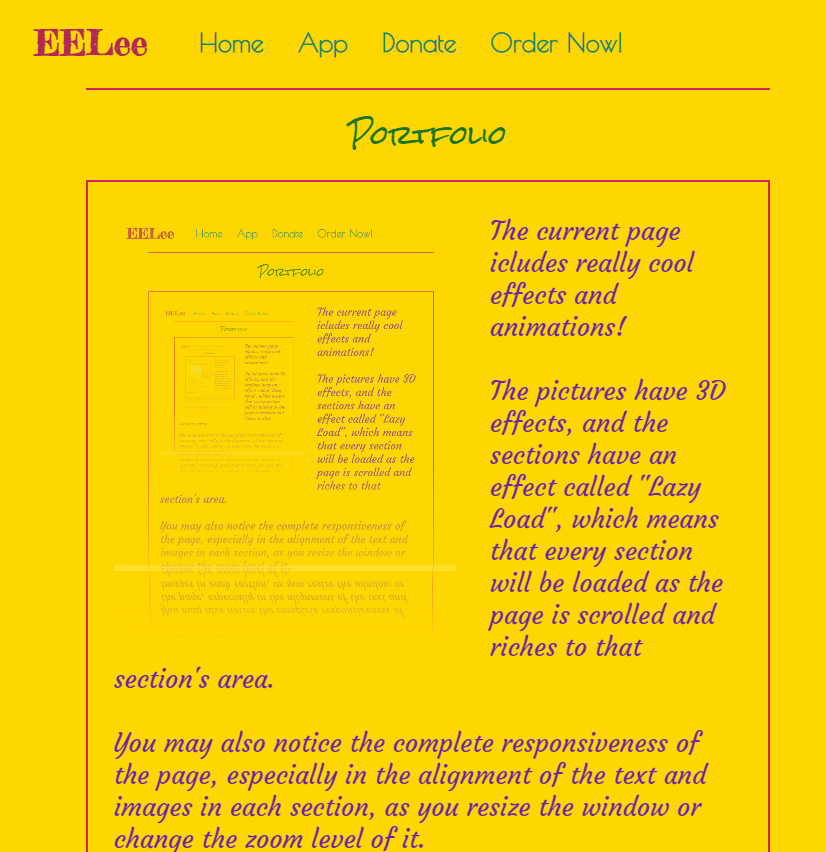 EELee Home App Donate Order Now!
Portfolio
EELee Home App Donate Order Now!
Portfolio
The current page
icludes really cool
effects and
animations!
The pictures have 3D
effects, and the
sections have an
effect called "Lazy
Load", which means
that every section
will be loaded as the
page is scrolled and
riches to that
section's area.
You may also notice the complete responsiveness of
the page, especially in the alignment of the text and
images in each section, as you resize the window or
change the zoom level of it.
The current page
icludes really cool
effects and
animations!
The pictures have 3D
effects, and the
sections have an
effect called "Lazy
Load", which means
that every section
will be loaded as the
page is scrolled and
riches to that
section's area.
You may also notice the complete responsiveness of
the page, especially in the alignment of the text and
images in each section, as you resize the window or
change the zoom level of it.